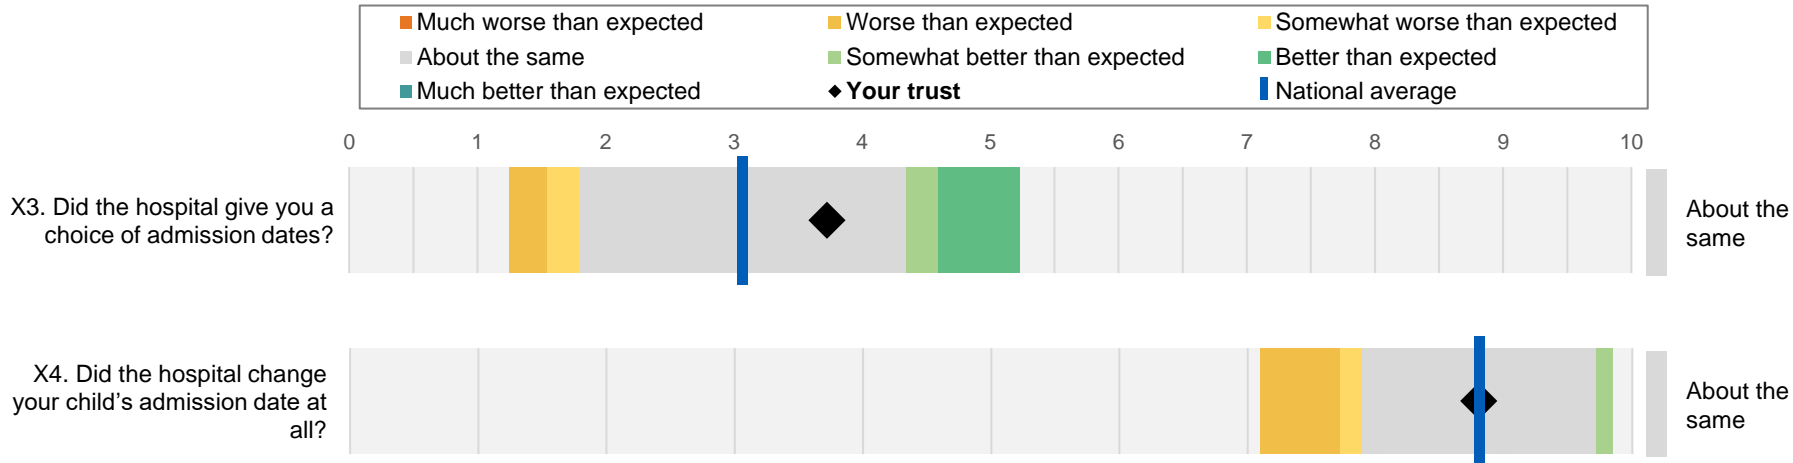 Much worse than expected
Worse than expected
Somewhat worse than expected
About the same
Somewhat better than expected
Better than expected
Much better than expected
Your trust
National average
0 1 2 3 4 5 6 7 8 9 10
X3. Did the hospital give you a
choice of admission dates?
About the
same
X4. Did the hospital change
your child’s admission date at
all?
About the
same